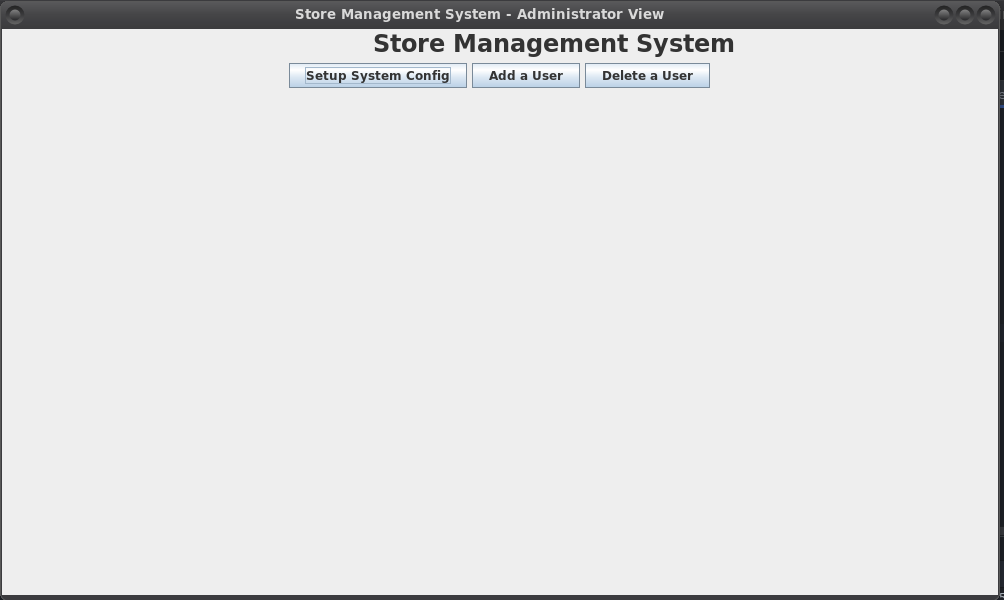 Store Management System - Administrator View
Store Management System
Setup System Config Add a User Delete a User